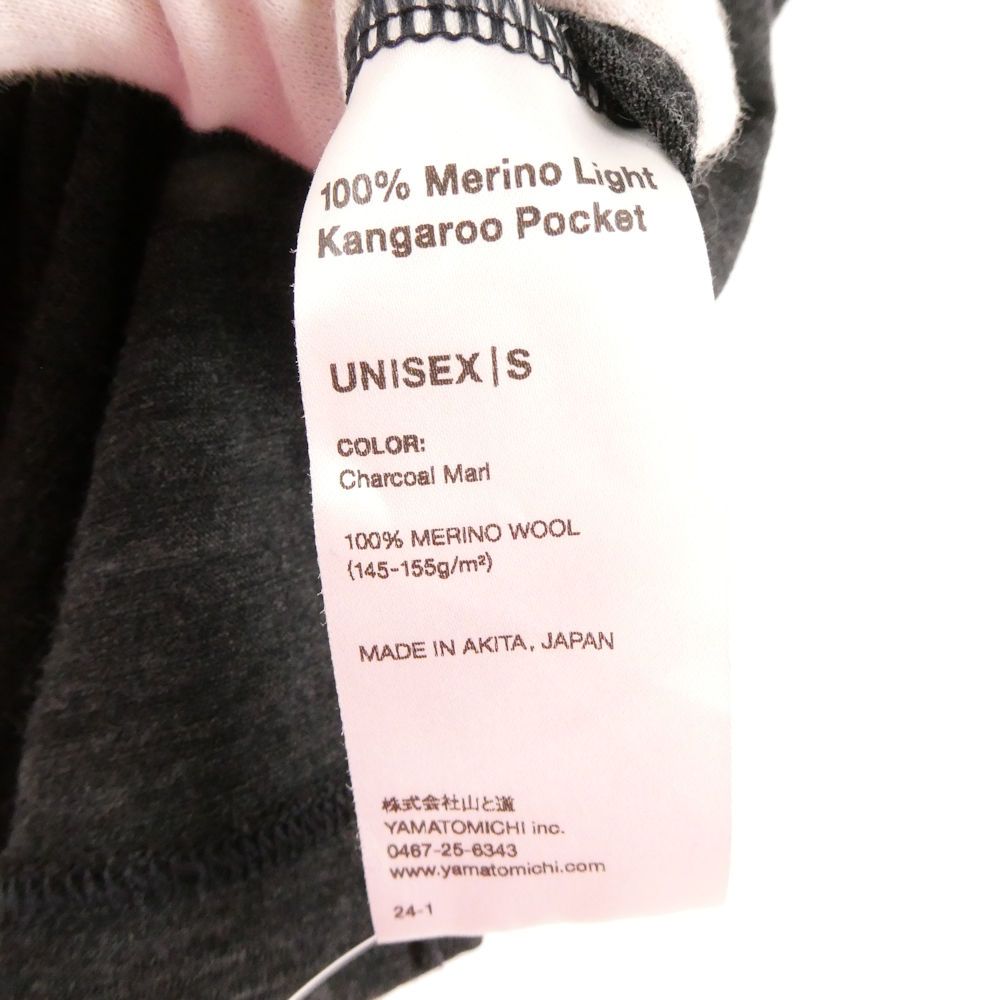 100% Merino Light
Kangaroo Pocket
UNISEX|S
COLOR:
Charcoal Marl
100% MERINO WOOL
(145-155g/m²)
MADE IN AKITA, JAPAN
株式会社山と道
YAMATOMICHI inc.
0467-25-6343
www.yamatomichi.com
24-1